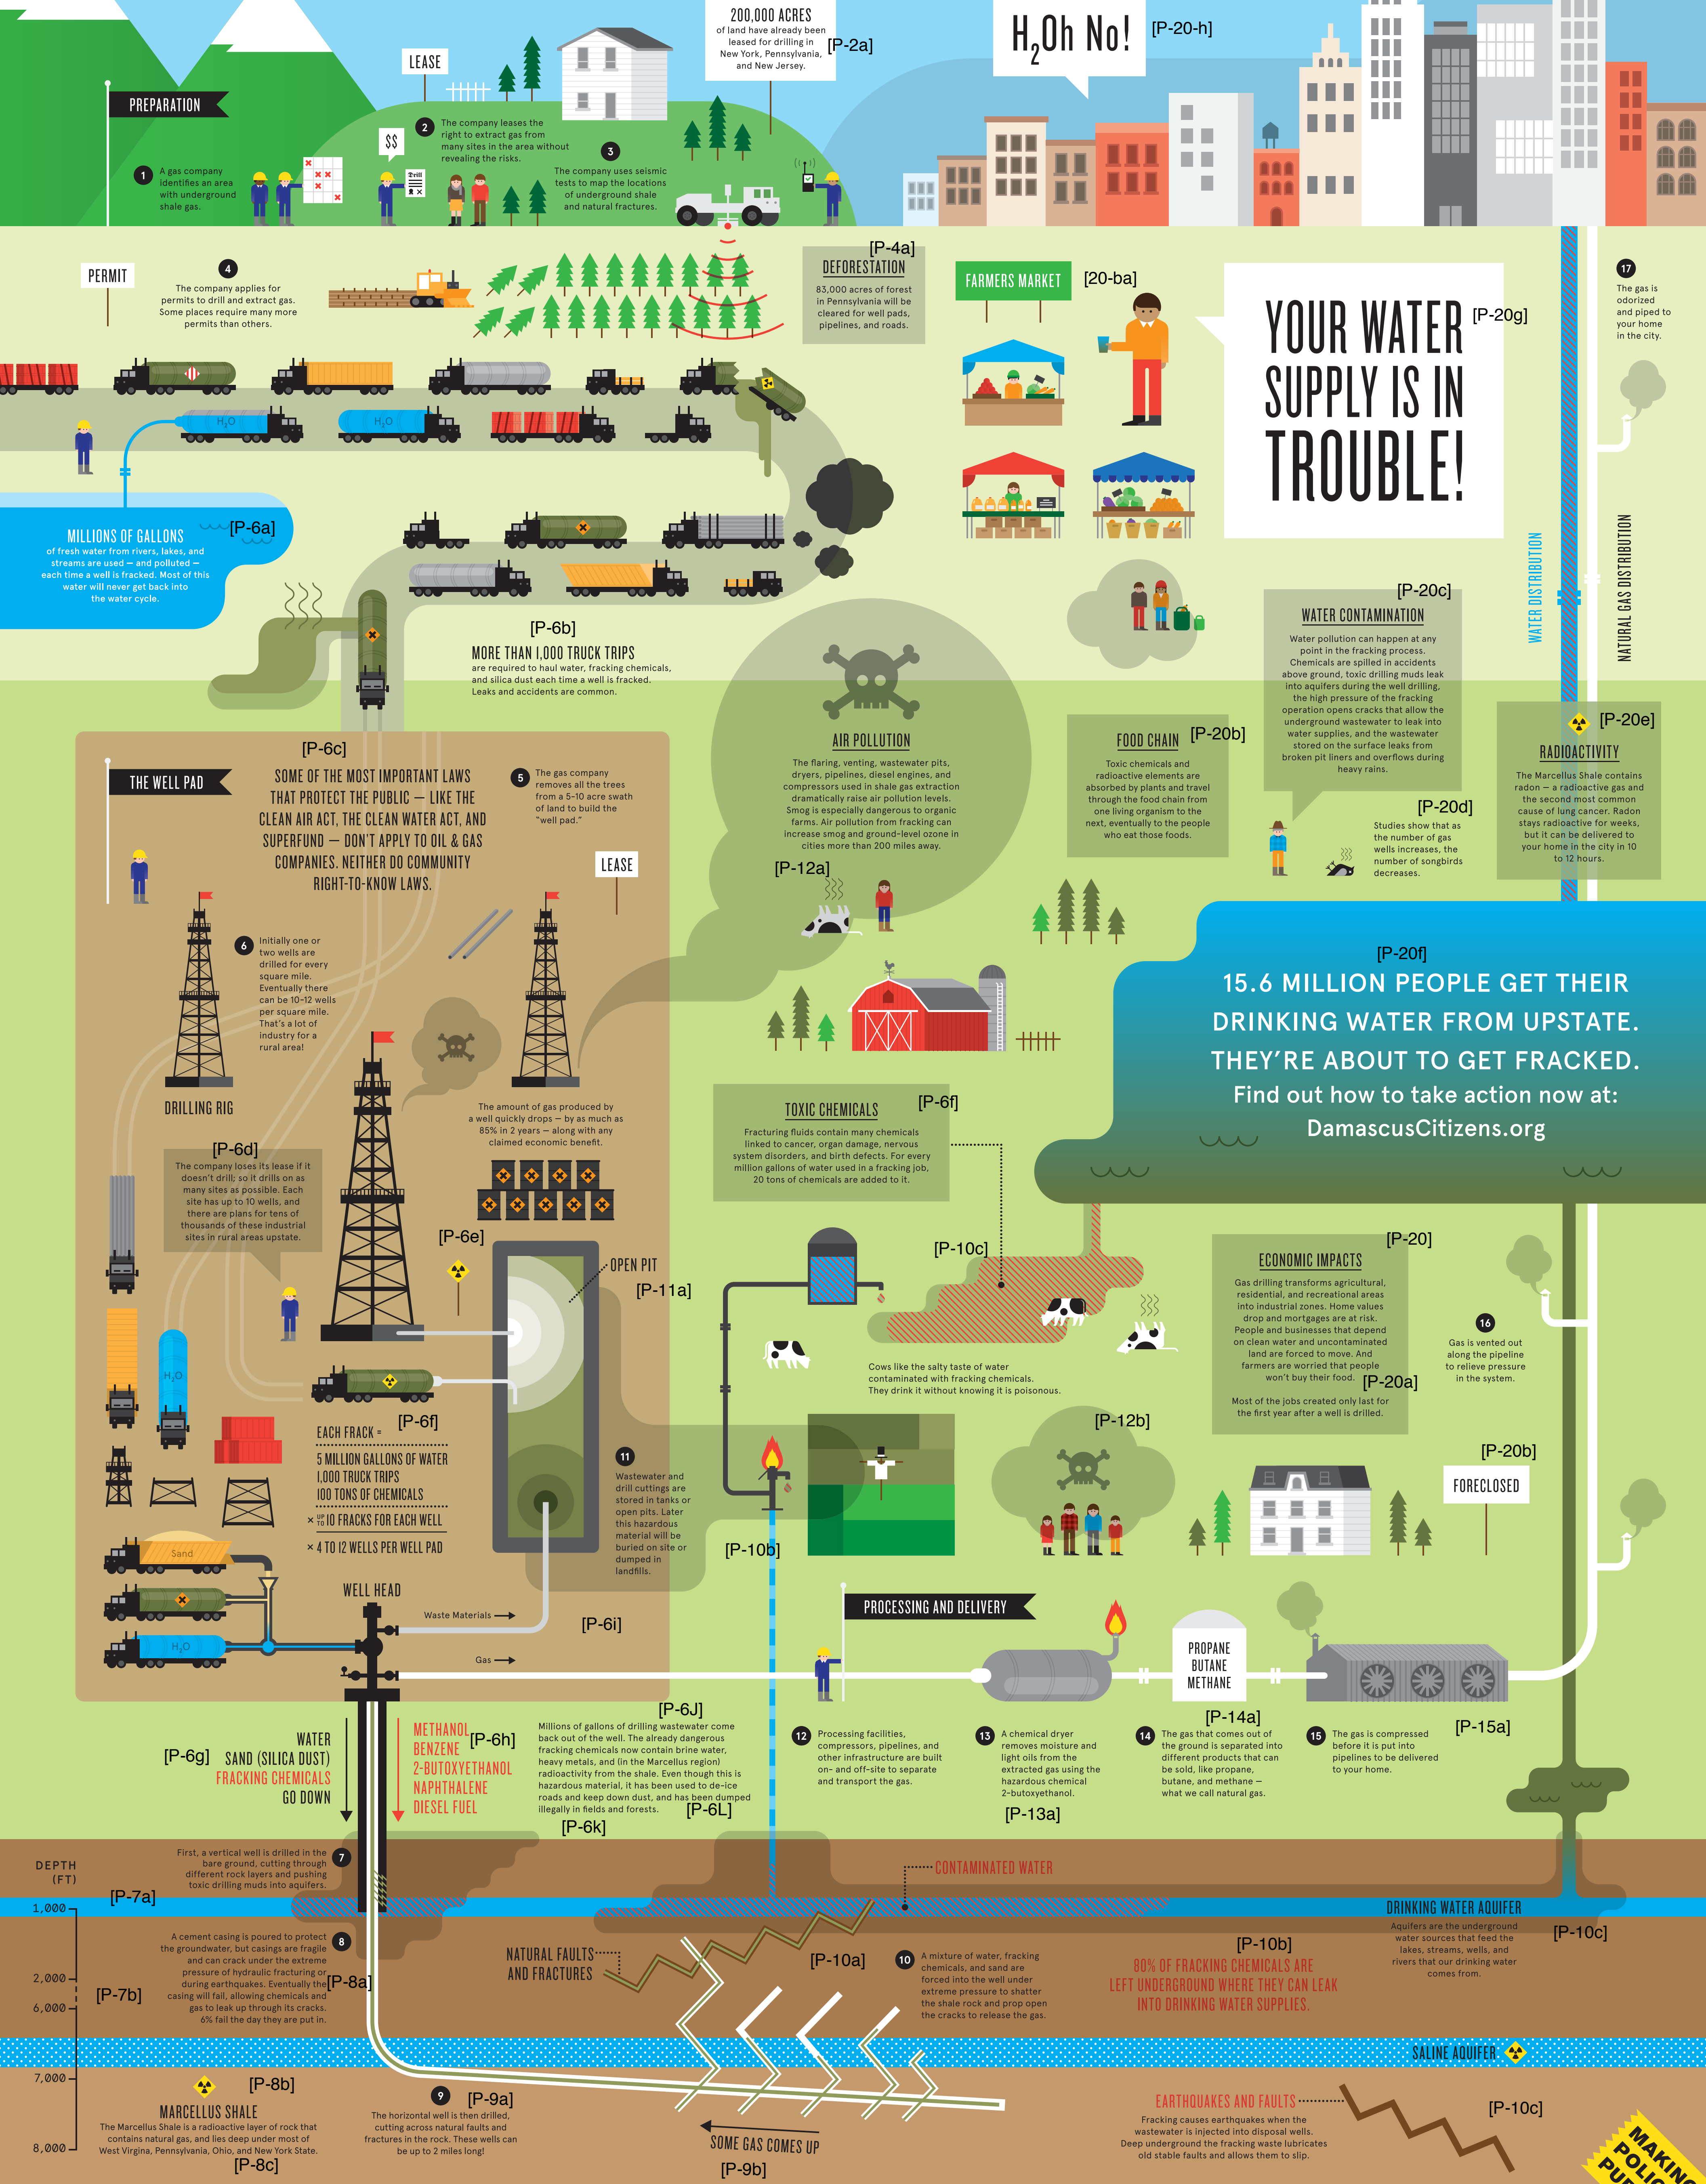 200,000 ACRES
of land have already been
leased for drilling in
New York, Pennsylvania,
and New Jersey.
[P-2a]
H2Oh No!
[P-20-h]
LEASE
PREPARATION
$$
Drill
1
A gas company
identifies an area
with underground
shale gas.
2
The company leases the
right to extract gas from
many sites in the area without
revealing the risks.
3
The company uses seismic
tests to map the locations
of underground shale
and natural fractures.
PERMIT
4
The company applies for
permits to drill and extract gas.
Some places require many more
permits than others.
[P-4a]
DEFORESTATION
83,000 acres of forest
in Pennsylvania will be
cleared for well pads,
pipelines, and roads.
FARMERS MARKET
[20-ba]
YOUR WATER
SUPPLY IS IN
TROUBLE!
[P-20g]
17
The gas is
odorized
and piped to
your home
in the city.
H2O
H2O
MILLIONS OF GALLONS
[P-6a]
of fresh water from rivers, lakes, and
streams are used — and polluted —
each time a well is fracked. Most of this
water will never get back into
the water cycle.
[P-6b]
MORE THAN 1,000 TRUCK TRIPS
are required to haul water, fracking chemicals,
and silica dust each time a well is fracked.
Leaks and accidents are common.
WATER DISTRIBUTION
NATURAL GAS DISTRIBUTION
[P-20c]
WATER CONTAMINATION
Water pollution can happen at any
point in the fracking process.
Chemicals are spilled in accidents
above ground, toxic drilling muds leak
into aquifers during the well drilling,
the high pressure of the fracking
operation opens cracks that allow the
underground wastewater to leak into
water supplies, and the wastewater
stored on the surface leaks from
broken pit liners and overflows during
heavy rains.
AIR POLLUTION
The flaring, venting, wastewater pits,
dryers, pipelines, diesel engines, and
compressors used in shale gas extraction
dramatically raise air pollution levels.
Smog is especially dangerous to organic
farms. Air pollution from fracking can
increase smog and ground-level ozone in
cities more than 200 miles away.
[P-12a]
FOOD CHAIN
[P-20b]
Toxic chemicals and
radioactive elements are
absorbed by plants and travel
through the food chain from
one living organism to the
next, eventually to the people
who eat those foods.
[P-20e]
RADIOACTIVITY
The Marcellus Shale contains
radon — a radioactive gas and
the second most common
cause of lung cancer. Radon
stays radioactive for weeks,
but it can be delivered to
your home in the city in 10
to 12 hours.
[P-20d]
Studies show that as
the number of gas
wells increases, the
number of songbirds
decreases.
[P-6c]
THE WELL PAD
SOME OF THE MOST IMPORTANT LAWS
THAT PROTECT THE PUBLIC — LIKE THE
CLEAN AIR ACT, THE CLEAN WATER ACT, AND
SUPERFUND — DON'T APPLY TO OIL & GAS
COMPANIES. NEITHER DO COMMUNITY
RIGHT-TO-KNOW LAWS.
5
The gas company
removes all the trees
from a 5-10 acre swath
of land to build the
"well pad."
LEASE
6
Initially one or
two wells are
drilled for every
square mile.
Eventually there
can be 10-12 wells
per square mile.
That's a lot of
industry for a
rural area!
DRILLING RIG
The amount of gas produced by
a well quickly drops — by as much as
85% in 2 years — along with any
claimed economic benefit.
[P-20f]
15.6 MILLION PEOPLE GET THEIR
DRINKING WATER FROM UPSTATE.
THEY'RE ABOUT TO GET FRACKED.
Find out how to take action now at:
DamascusCitizens.org
TOXIC CHEMICALS
[P-6f]
Fracturing fluids contain many chemicals
linked to cancer, organ damage, nervous
system disorders, and birth defects. For every
million gallons of water used in a fracking job,
20 tons of chemicals are added to it.
[P-6d]
The company loses its lease if it
doesn't drill; so it drills on as
many sites as possible. Each
site has up to 10 wells, and
there are plans for tens of
thousands of these industrial
sites in rural areas upstate.
[P-6e]
OPEN PIT
[P-11a]
[P-10c]
Cows like the salty taste of water
contaminated with fracking chemicals.
They drink it without knowing it is poisonous.
[P-20]
ECONOMIC IMPACTS
Gas drilling transforms agricultural,
residential, and recreational areas
into industrial zones. Home values
drop and mortgages are at risk.
People and businesses that depend
on clean water and uncontaminated
land are forced to move. And
farmers are worried that people
won't buy their food.
[P-20a]
Most of the jobs created only last for
the first year after a well is drilled.
16
Gas is vented out
along the pipeline
to relieve pressure
in the system.
H2O
[P-6f]
EACH FRACK =
5 MILLION GALLONS OF WATER
1,000 TRUCK TRIPS
100 TONS OF CHEMICALS
× UP TO 10 FRACKS FOR EACH WELL
× 4 TO 12 WELLS PER WELL PAD
11
Wastewater and
drill cuttings are
stored in tanks or
open pits. Later
this hazardous
material will be
buried on site or
dumped in
landfills.
[P-12b]
[P-20b]
FORECLOSED
[P-10b]
Sand
H2O
WELL HEAD
Waste Materials
[P-6i]
Gas
PROCESSING AND DELIVERY
PROPANE
BUTANE
METHANE
[P-6g]
WATER
SAND (SILICA DUST)
FRACKING CHEMICALS
GO DOWN
METHANOL
BENZENE
2-BUTOXYETHANOL
NAPHTHALENE
DIESEL FUEL
[P-6h]
[P-6J]
Millions of gallons of drilling wastewater come
back out of the well. The already dangerous
fracking chemicals now contain brine water,
heavy metals, and (in the Marcellus region)
radioactivity from the shale. Even though this is
hazardous material, it has been used to de-ice
roads and keep down dust, and has been dumped
illegally in fields and forests.
[P-6L]
[P-6k]
12
Processing facilities,
compressors, pipelines, and
other infrastructure are built
on- and off-site to separate
and transport the gas.
13
A chemical dryer
removes moisture and
light oils from the
extracted gas using the
hazardous chemical
2-butoxyethanol.
[P-13a]
[P-14a]
14
The gas that comes out of
the ground is separated into
different products that can
be sold, like propane,
butane, and methane —
what we call natural gas.
15
The gas is compressed
before it is put into
pipelines to be delivered
to your home.
[P-15a]
DEPTH
(FT)
7
First, a vertical well is drilled in the
bare ground, cutting through
different rock layers and pushing
toxic drilling muds into aquifers.
[P-7a]
1,000
CONTAMINATED WATER
DRINKING WATER AQUIFER
Aquifers are the underground
water sources that feed the
lakes, streams, wells, and
rivers that our drinking water
comes from.
[P-10c]
8
A cement casing is poured to protect
the groundwater, but casings are fragile
and can crack under the extreme
pressure of hydraulic fracturing or
during earthquakes. Eventually the
casing will fail, allowing chemicals and
gas to leak up through its cracks.
6% fail the day they are put in.
[P-8a]
2,000
[P-7b]
6,000
NATURAL FAULTS
AND FRACTURES
[P-10a]
10
A mixture of water, fracking
chemicals, and sand are
forced into the well under
extreme pressure to shatter
the shale rock and prop open
the cracks to release the gas.
[P-10b]
80% OF FRACKING CHEMICALS ARE
LEFT UNDERGROUND WHERE THEY CAN LEAK
INTO DRINKING WATER SUPPLIES.
SALINE AQUIFER
7,000
[P-8b]
MARCELLUS SHALE
The Marcellus Shale is a radioactive layer of rock that
contains natural gas, and lies deep under most of
West Virgina, Pennsylvania, Ohio, and New York State.
[P-8c]
8,000
9
[P-9a]
The horizontal well is then drilled,
cutting across natural faults and
fractures in the rock. These wells can
be up to 2 miles long!
SOME GAS COMES UP
[P-9b]
EARTHQUAKES AND FAULTS
Fracking causes earthquakes when the
wastewater is injected into disposal wells.
Deep underground the fracking waste lubricates
old stable faults and allows them to slip.
[P-10c]
MAKING
POLIC
PUB